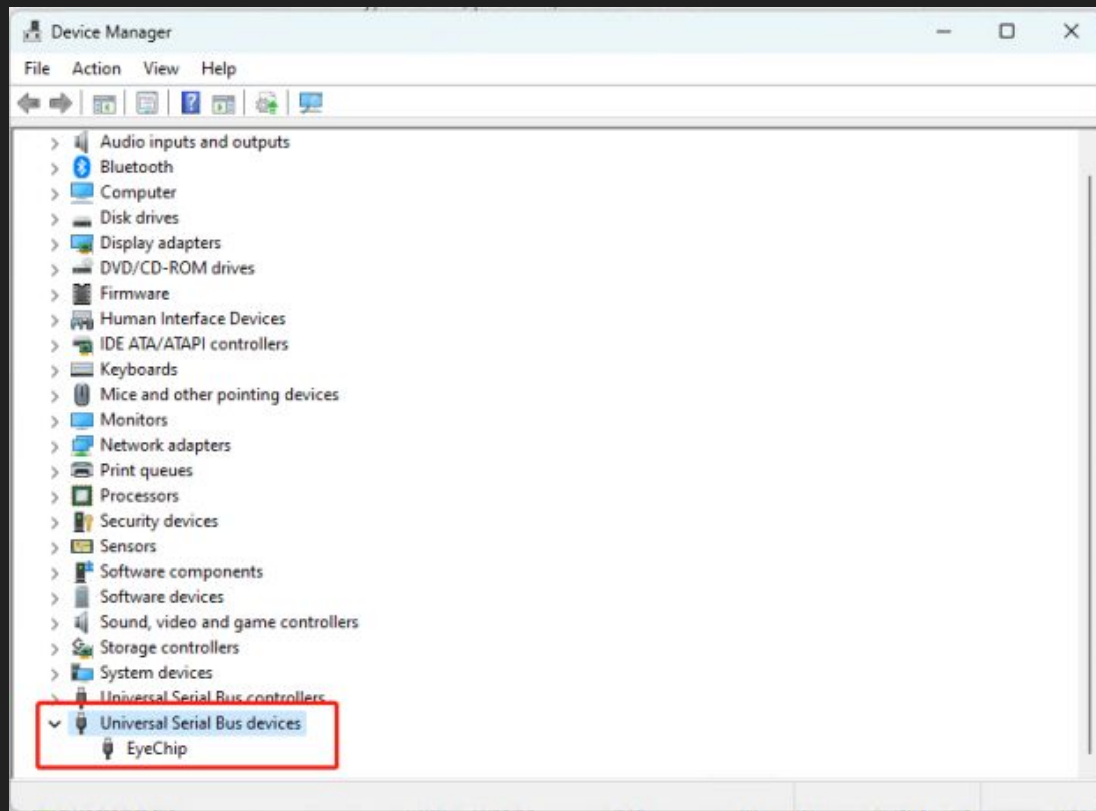 Device Manager
File Action View Help
Audio inputs and outputs
Bluetooth
Computer
Disk drives
Display adapters
DVD/CD-ROM drives
Firmware
Human Interface Devices
IDE ATA/ATAPI controllers
Keyboards
Mice and other pointing devices
Monitors
Network adapters
Print queues
Processors
Security devices
Sensors
Software components
Software devices
Sound, video and game controllers
Storage controllers
System devices
Universal Serial Bus controllers
Universal Serial Bus devices
EyeChip